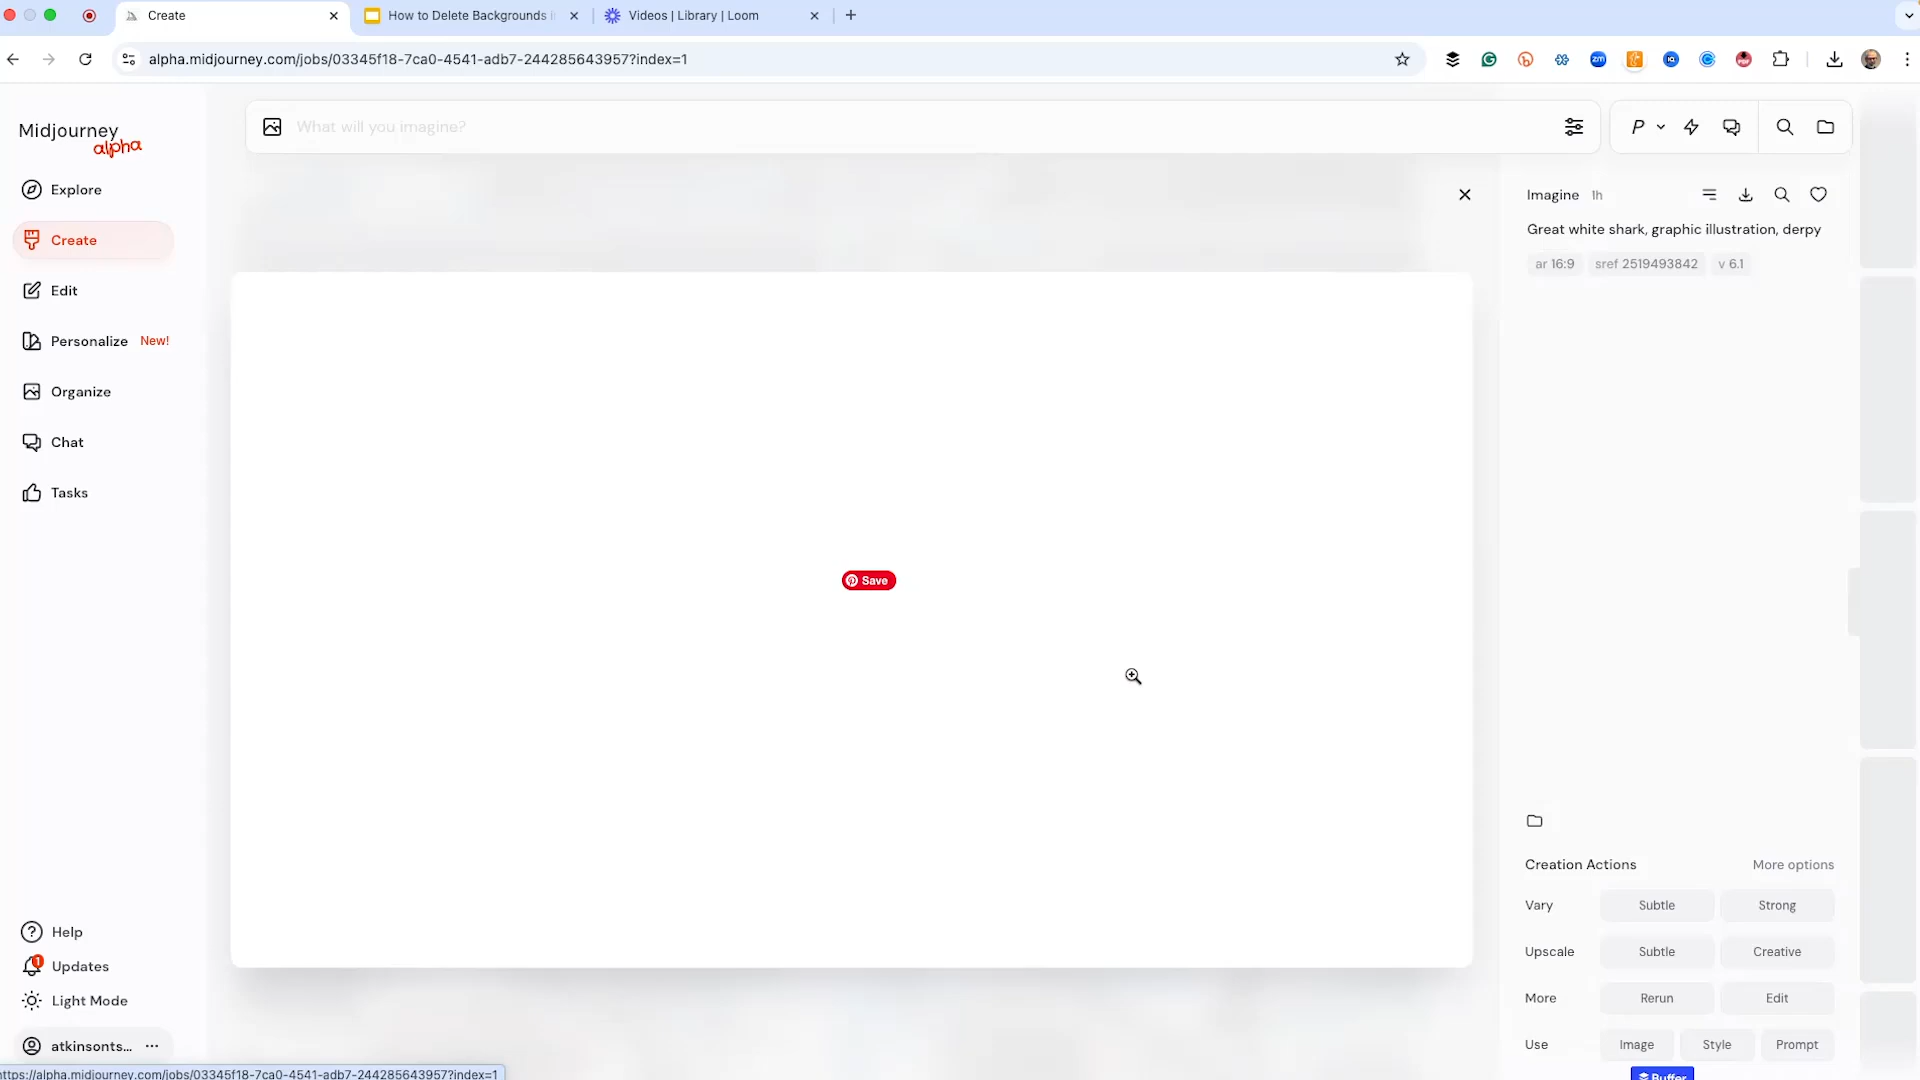 Create
How to Delete Backgrounds i
Videos | Library | Loom
alpha.midjourney.com/jobs/03345f18-7ca0-4541-adb7-244285643957?index=1
Midjourney
alpha
What will you imagine?
P
Explore
Create
Edit
Personalize New!
Organize
Chat
Tasks
Imagine 1h
Great white shark, graphic illustration, derpy
ar 16:9 sref 2519493842 v 6.1
Save
Creation Actions More options
Vary Subtle Strong
Upscale Subtle Creative
More Rerun Edit
Use Image Style Prompt
Buffer
Help
1
Updates
Light Mode
atkinsonts... ...
https://alpha.midjourney.com/jobs/03345f18-7ca0-4541-adb7-244285643957?index=1